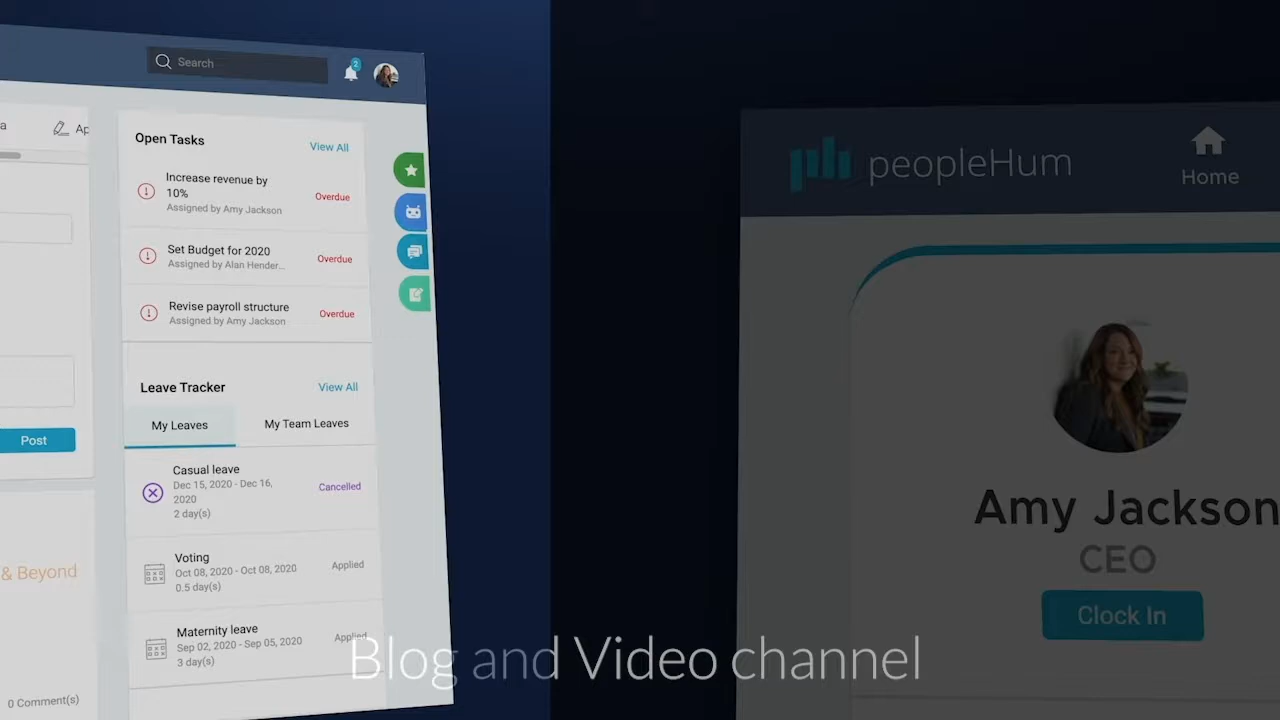 Search
2
a
Ap
Open Tasks
View All
Increase revenue by
10%
Assigned by Amy Jackson
Overdue
Set Budget for 2020
Assigned by Alan Hender...
Overdue
Revise payroll structure
Assigned by Amy Jackson
Overdue
Leave Tracker
View All
My Leaves
My Team Leaves
Post
Casual leave
Dec 15, 2020 - Dec 16,
2020
2 day(s)
Cancelled
Voting
Oct 08, 2020 - Oct 08, 2020
0.5 day(s)
Applied
& Beyond
Maternity leave
Sep 02, 2020 - Sep 05, 2020
3 day(s)
Applied
0 Comment(s)
peopleHum
Home
Amy Jackson
CEO
Clock In
Blog and Video channel